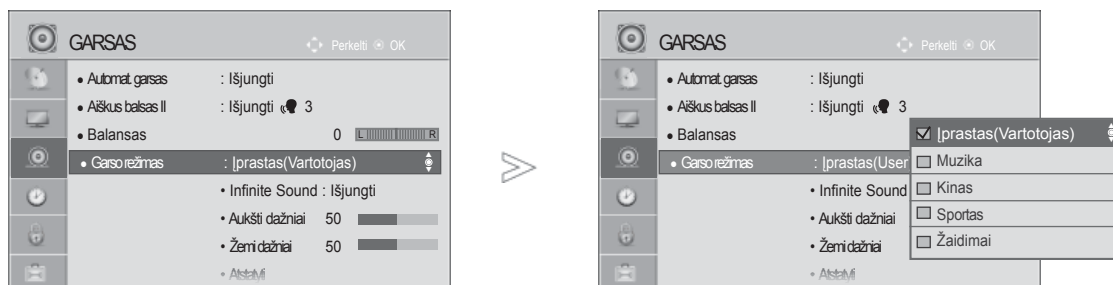 GARSAS
Perkelti OK
• Automat. garsas : Išjungti
• Aiškus balsas II : Išjungti 3
• Balansas 0 L R
• Garso režimas : Įprastas(Vartotojas)
• Infinite Sound : Išjungti
• Aukšti dažniai 50
• Žemi dažniai 50
• Atstatyti
GARSAS
Perkelti OK
• Automat. garsas : Išjungti
• Aiškus balsas II : Išjungti 3
• Balansas
• Garso režimas : Įprastas(User
• Infinite Sound
• Aukšti dažniai
• Žemi dažniai
• Atstatyti
Įprastas(Vartotojas)
Muzika
Kinas
Sportas
Žaidimai